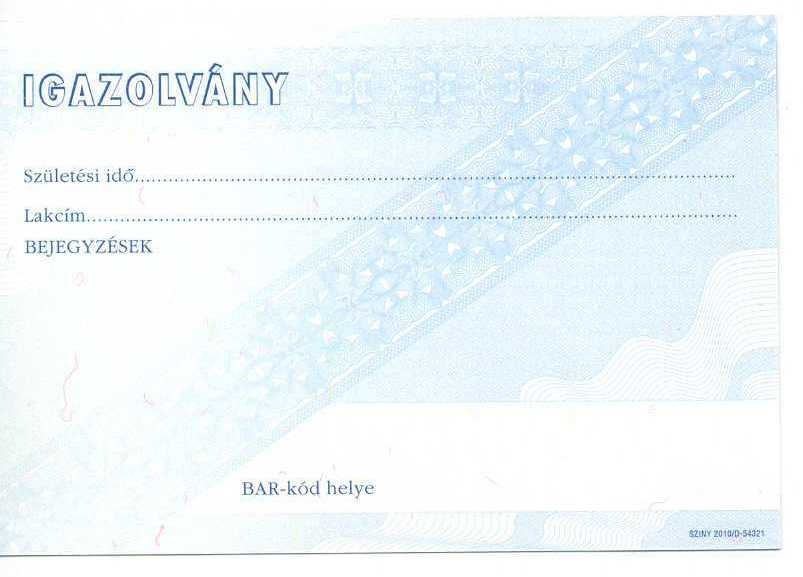 IGAZOLVÁNY
Születési idő...............................................................................................................
Lakcím........................................................................................................................
BEJEGYZÉSEK
BAR-kód helye
SZINY 2010/D-54321